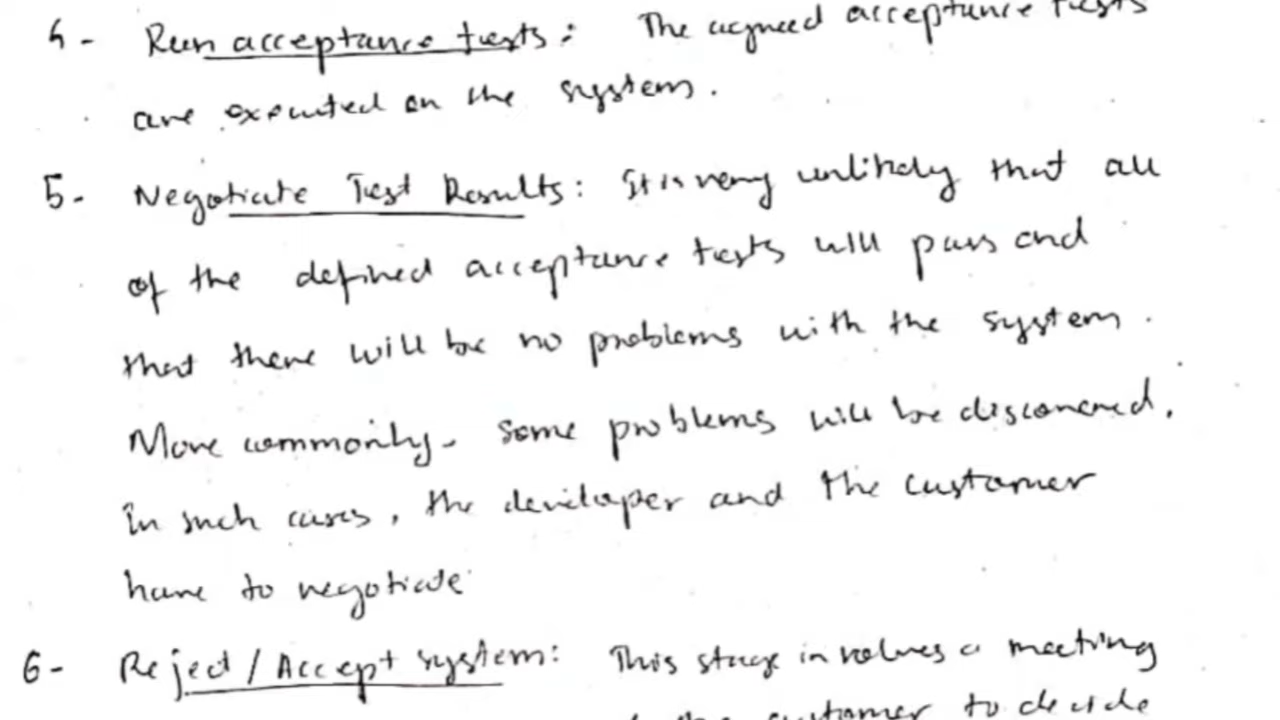 4- Run acceptance tests: The agreed acceptance tests
are executed on the system.
5- Negotiate Test Results: It is very unlikely that all
of the defined acceptance tests will pass and
that there will be no problems with the system.
More commonly, some problems will be discovered.
In such cases, the developer and the customer
have to negotiate
6- Reject/Accept system: This stage involves a meeting
customer to decide